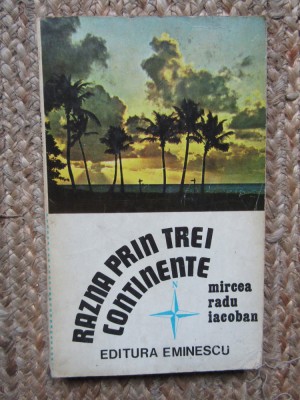 RAZNA PRIN TREI
CONTINENTE
N
mircea
radu
iacoban
EDITURA EMINESCU